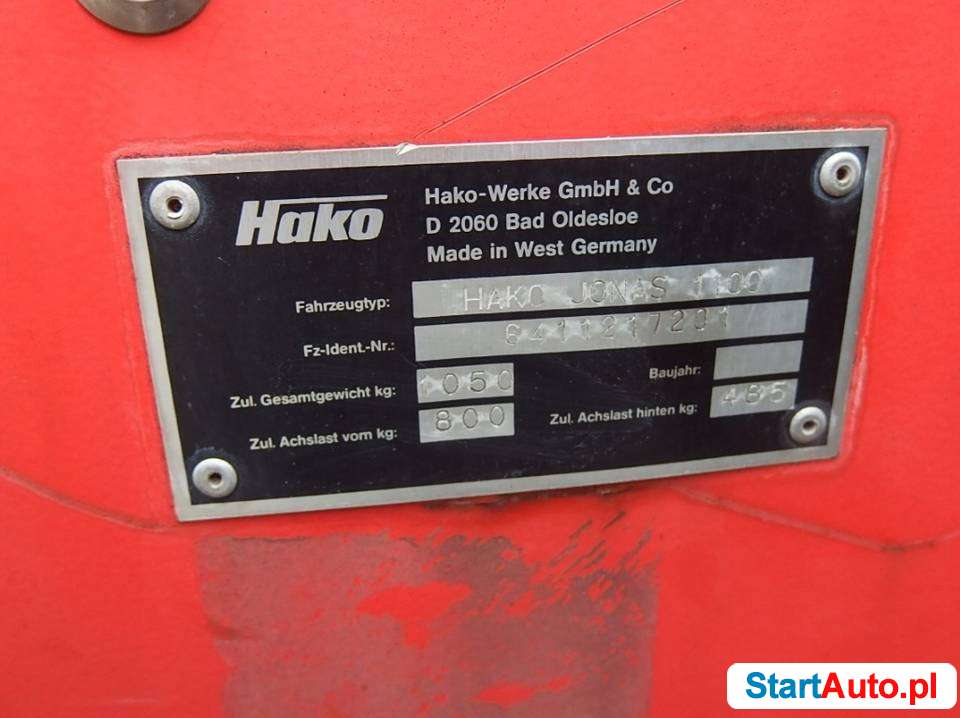 Hako
Hako-Werke GmbH & Co
D 2060 Bad Oldesloe
Made in West Germany
Fahrzeugtyp: HAKO JONAS 1100
Fz-Ident.-Nr.: 6411217201
Zul. Gesamtgewicht kg: 1050
Baujahr:
Zul. Achslast vorn kg: 800
Zul. Achslast hinten kg: 485
StartAuto.pl